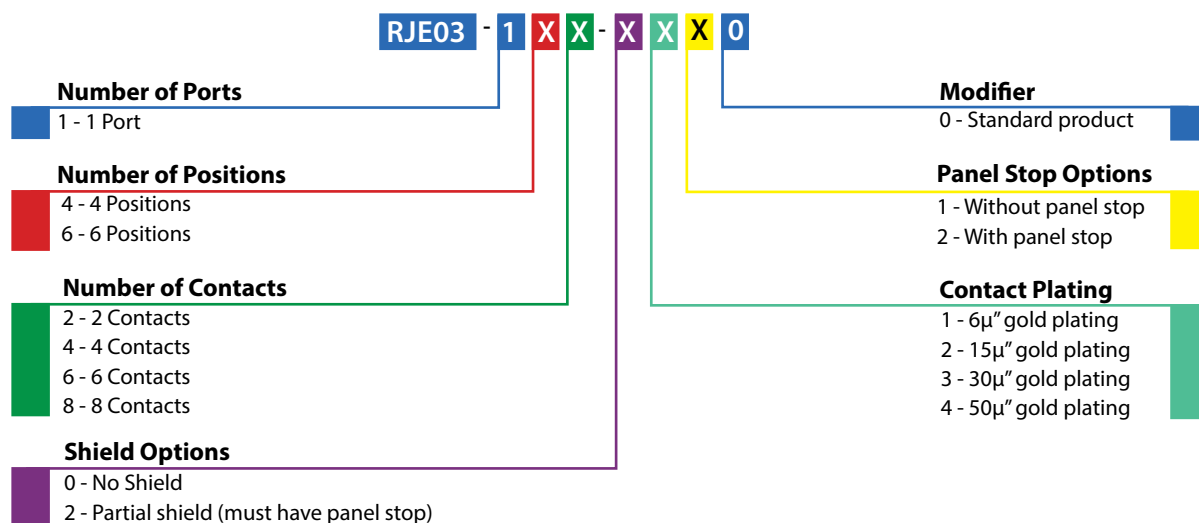 RJE03 - 1 X X - X X X 0
Number of Ports
1 - 1 Port
Number of Positions
4 - 4 Positions
6 - 6 Positions
Number of Contacts
2 - 2 Contacts
4 - 4 Contacts
6 - 6 Contacts
8 - 8 Contacts
Shield Options
0 - No Shield
2 - Partial shield (must have panel stop)
Modifier
0 - Standard product
Panel Stop Options
1 - Without panel stop
2 - With panel stop
Contact Plating
1 - 6µ” gold plating
2 - 15µ” gold plating
3 - 30µ” gold plating
4 - 50µ” gold plating